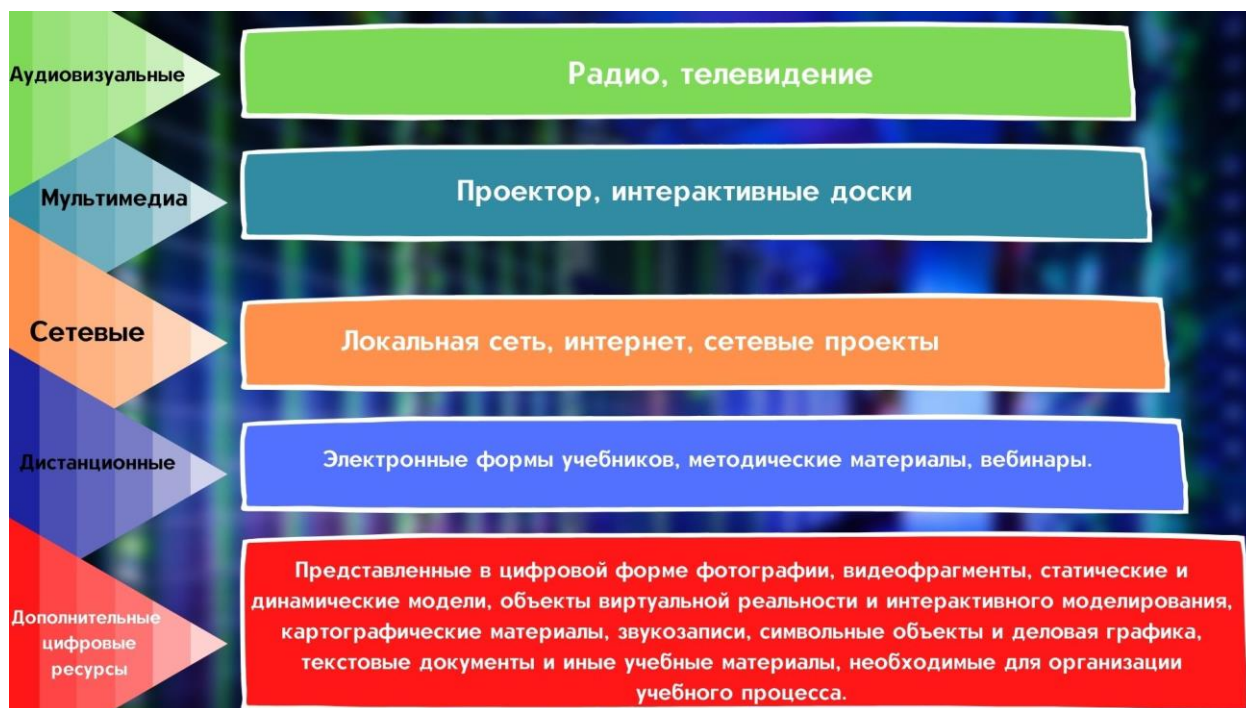 Аудиовизуальные
Радио, телевидение
Мультимедиа
Проектор, интерактивные доски
Сетевые
Локальная сеть, интернет, сетевые проекты
Дистанционные
Электронные формы учебников, методические материалы, вебинары.
Дополнительные
цифровые
ресурсы
Представленные в цифровой форме фотографии, видеофрагменты, статические и
динамические модели, объекты виртуальной реальности и интерактивного моделирования,
картографические материалы, звукозаписи, символьные объекты и деловая графика,
текстовые документы и иные учебные материалы, необходимые для организации
учебного процесса.